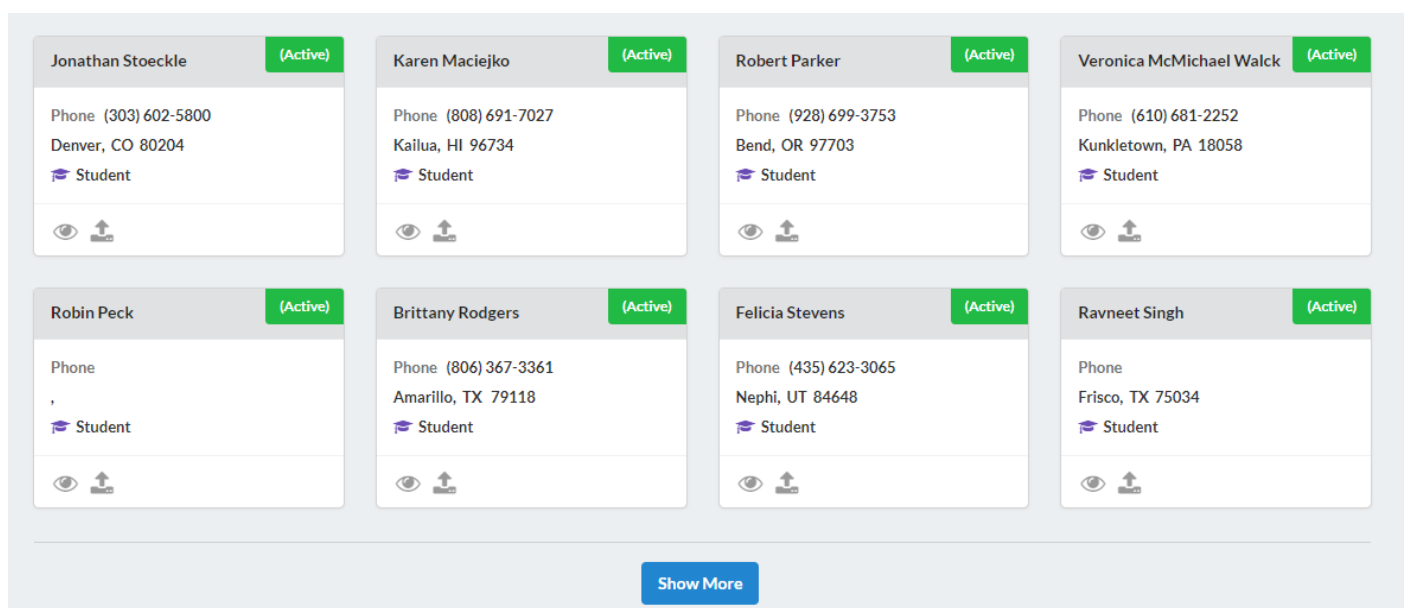 Jonathan Stoeckle (Active)
Phone (303) 602-5800
Denver, CO 80204
Student
Karen Maciejko (Active)
Phone (808) 691-7027
Kailua, HI 96734
Student
Robert Parker (Active)
Phone (928) 699-3753
Bend, OR 97703
Student
Veronica McMichael Walck (Active)
Phone (610) 681-2252
Kunkletown, PA 18058
Student
Robin Peck (Active)
Phone
,
Student
Brittany Rodgers (Active)
Phone (806) 367-3361
Amarillo, TX 79118
Student
Felicia Stevens (Active)
Phone (435) 623-3065
Nephi, UT 84648
Student
Ravneet Singh (Active)
Phone
Frisco, TX 75034
Student
Show More